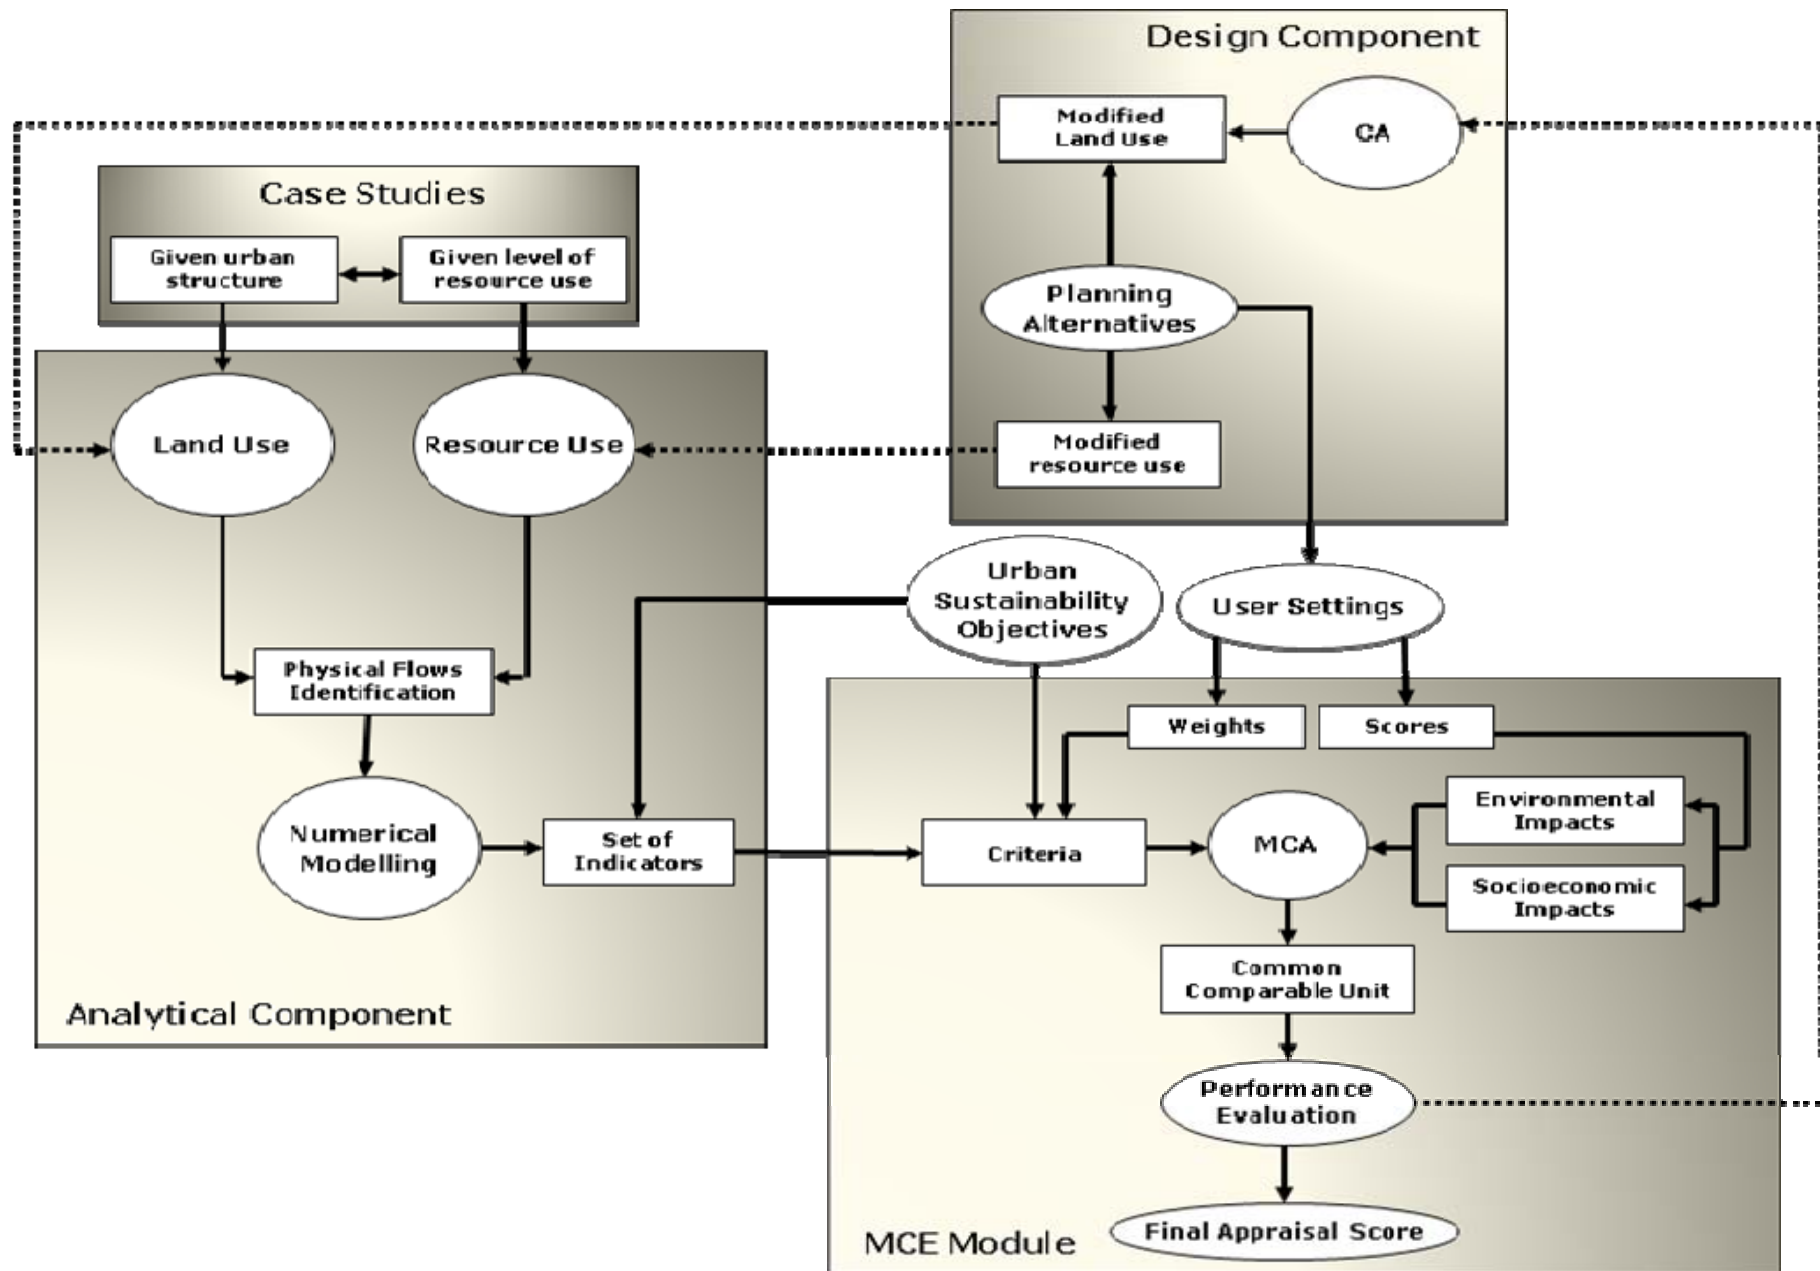 Design Component
Modified
Land Use
CA
Case Studies
Given urban
structure
Given level of
resource use
Planning
Alternatives
Land Use
Resource Use
Modified
resource use
Urban
Sustainability
Objectives
User Settings
Physical Flows
Identification
Weights
Scores
Numerical
Modelling
Set of
Indicators
Criteria
MCA
Environmental
Impacts
Socioeconomic
Impacts
Common
Comparable Unit
Analytical Component
Performance
Evaluation
Final Appraisal Score
MCE Module